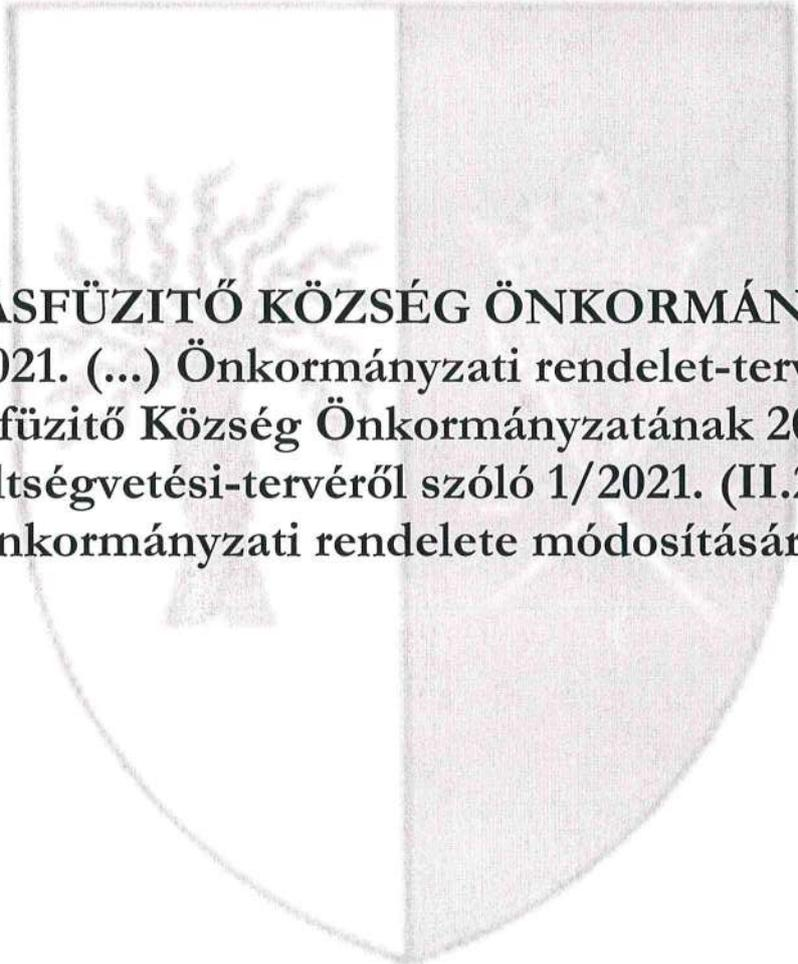 ASFÜZITŐ KÖZSÉG ÖNKORMÁN
021. (...) Önkormányzati rendelet-terv
füzitő Község Önkormányzatának 20
ltségvetési-tervéről szóló 1/2021. (II.2
nkormányzati rendelete módosításár